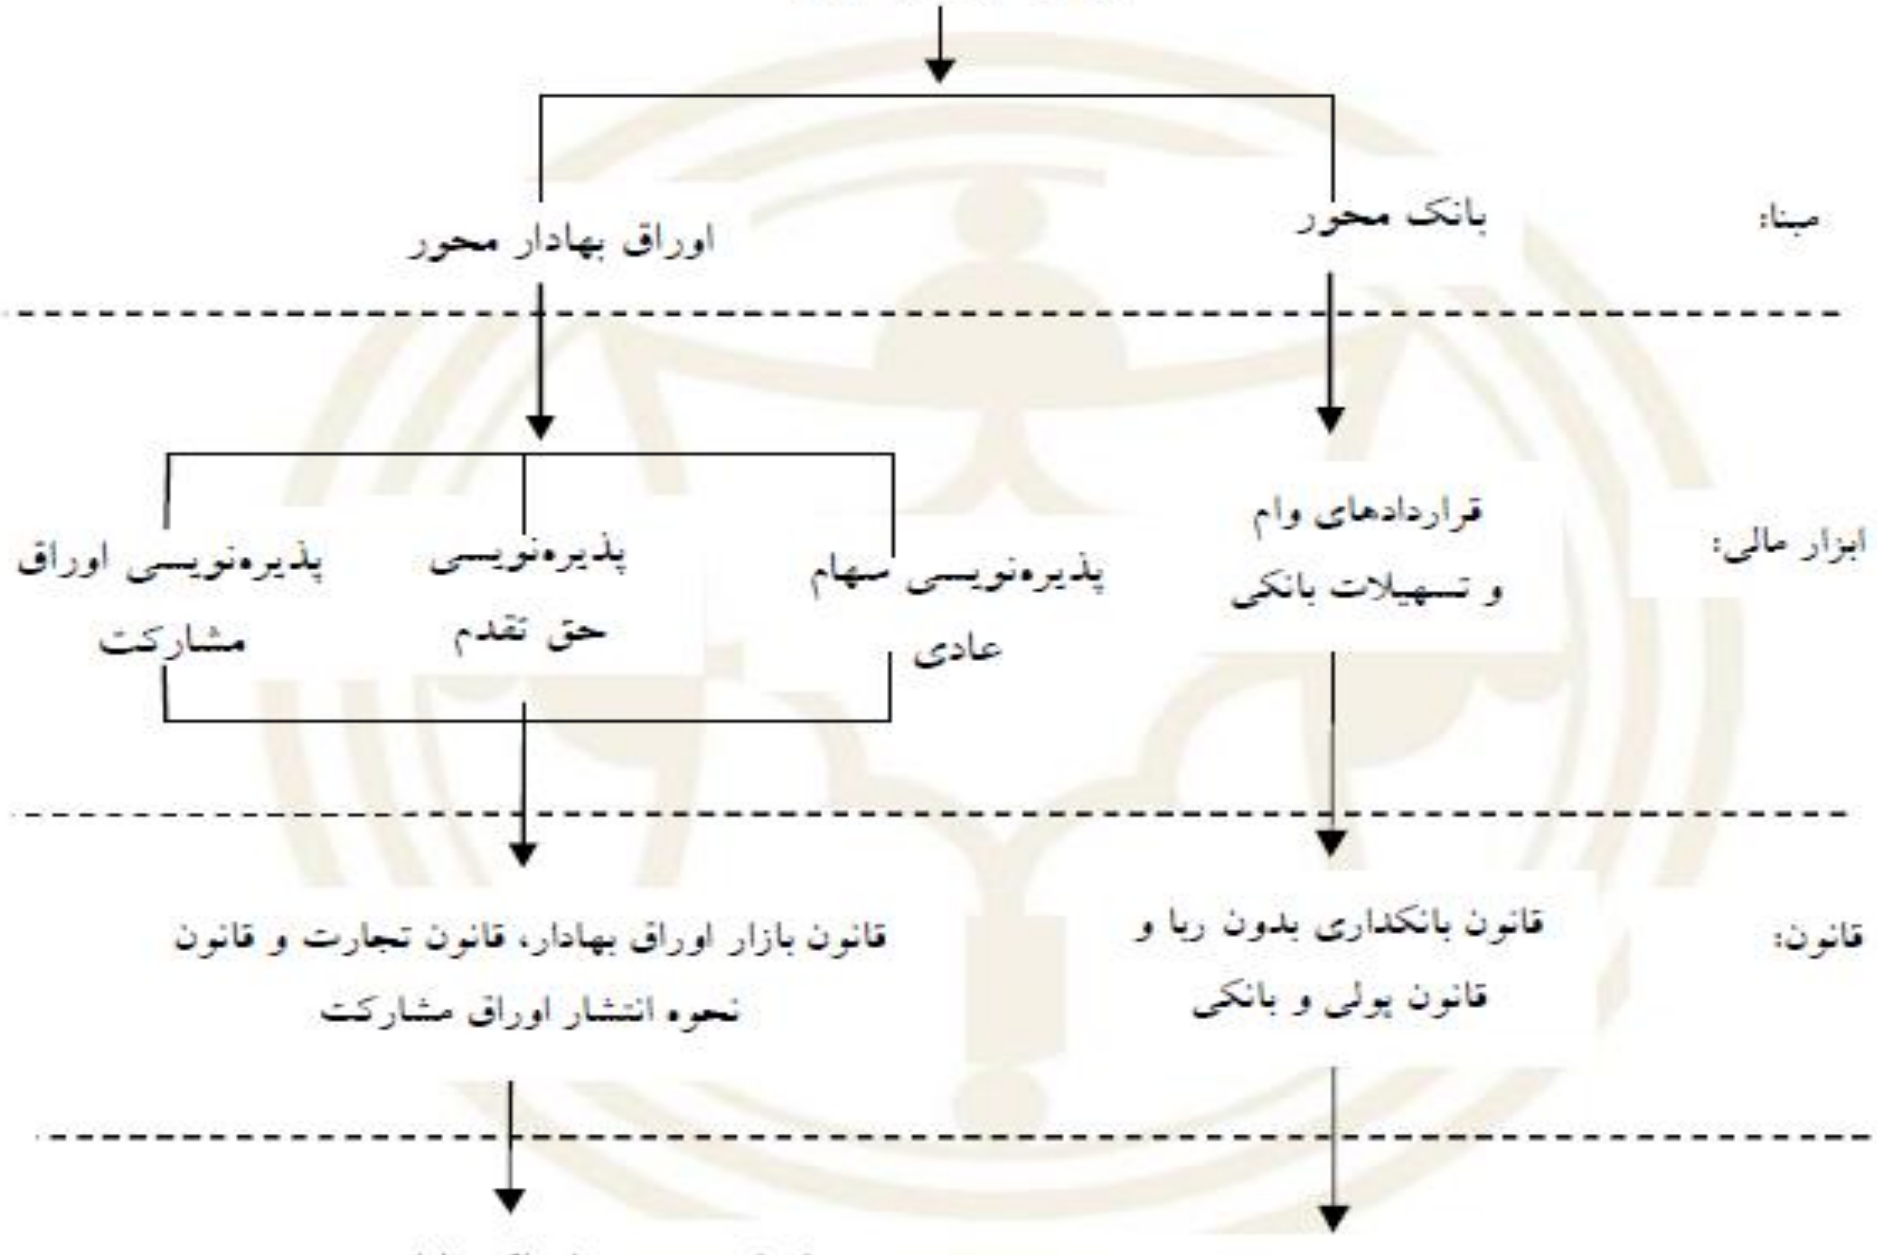 مبنا:
بانک محور
اوراق بهادار محور
ابزار مالی:
قراردادهای وام
و تسهیلات بانکی
پذیره‌نویسی سهام
عادی
پذیره‌نویسی
حق تقدم
پذیره‌نویسی اوراق
مشارکت
قانون:
قانون بانکداری بدون ربا و
قانون پولی و بانکی
قانون بازار اوراق بهادار، قانون تجارت و قانون
نحوه انتشار اوراق مشارکت